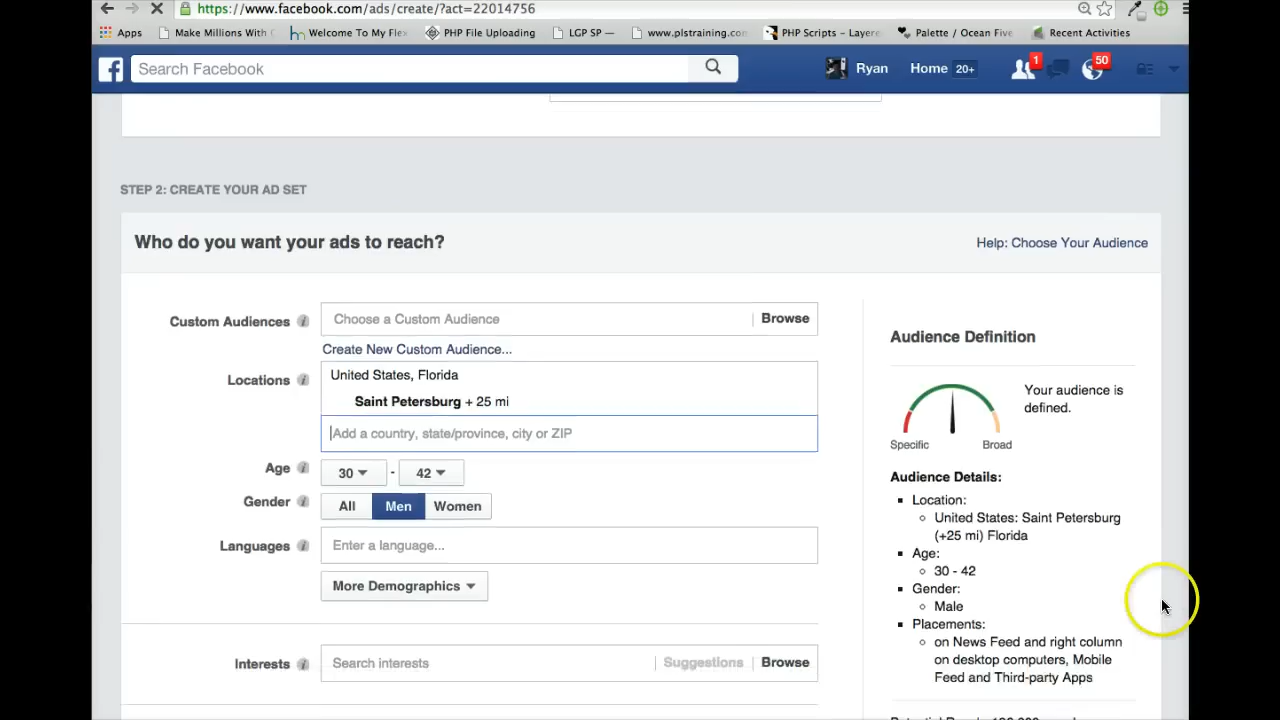 https://www.facebook.com/ads/create/?act=22014756
Apps Make Millions With Welcome To My Flex PHP File Uploading LGP SP — www.plstraining.com PHP Scripts – Layere Palette / Ocean Five Recent Activities
Search Facebook Ryan Home 20+ 1 50
STEP 2: CREATE YOUR AD SET
Who do you want your ads to reach? Help: Choose Your Audience
Custom Audiences Choose a Custom Audience Browse
Create New Custom Audience...
Locations United States, Florida
Saint Petersburg + 25 mi
Add a country, state/province, city or ZIP
Age 30 - 42
Gender All Men Women
Languages Enter a language...
More Demographics
Interests Search interests Suggestions Browse
Audience Definition
Your audience is
defined.
Specific Broad
Audience Details:
Location:
United States: Saint Petersburg
(+25 mi) Florida
Age:
30 - 42
Gender:
Male
Placements:
on News Feed and right column
on desktop computers, Mobile
Feed and Third-party Apps